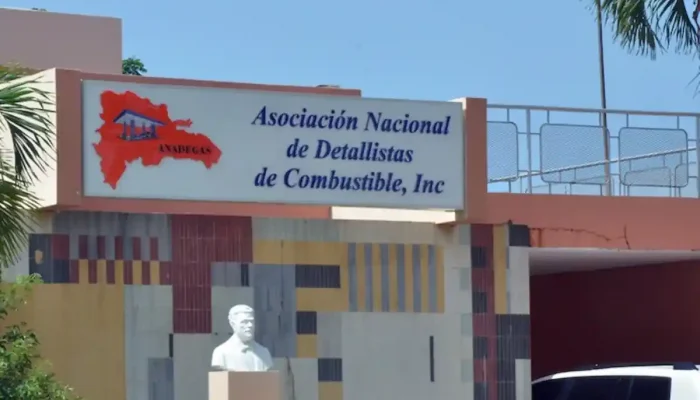 ANADEGAS
Asociación Nacional
de Detallistas
de Combustible, Inc